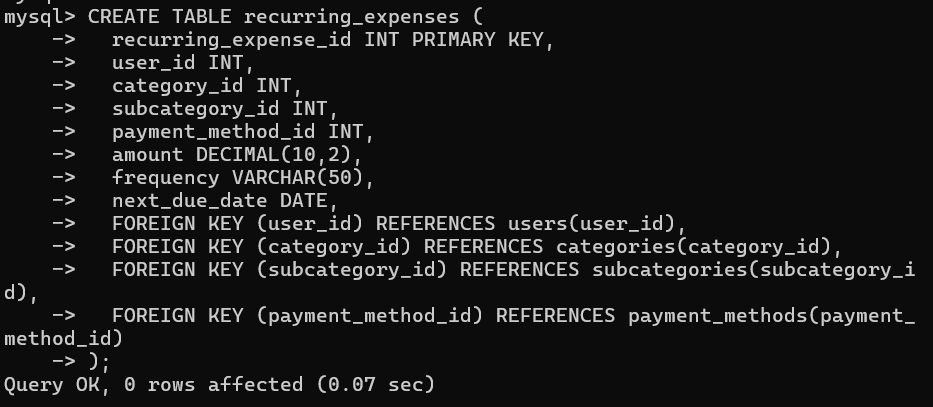 mysql> CREATE TABLE recurring_expenses (
    ->   recurring_expense_id INT PRIMARY KEY,
    ->   user_id INT,
    ->   category_id INT,
    ->   subcategory_id INT,
    ->   payment_method_id INT,
    ->   amount DECIMAL(10,2),
    ->   frequency VARCHAR(50),
    ->   next_due_date DATE,
    ->   FOREIGN KEY (user_id) REFERENCES users(user_id),
    ->   FOREIGN KEY (category_id) REFERENCES categories(category_id),
    ->   FOREIGN KEY (subcategory_id) REFERENCES subcategories(subcategory_i
d),
    ->   FOREIGN KEY (payment_method_id) REFERENCES payment_methods(payment_
method_id)
    -> );
Query OK, 0 rows affected (0.07 sec)